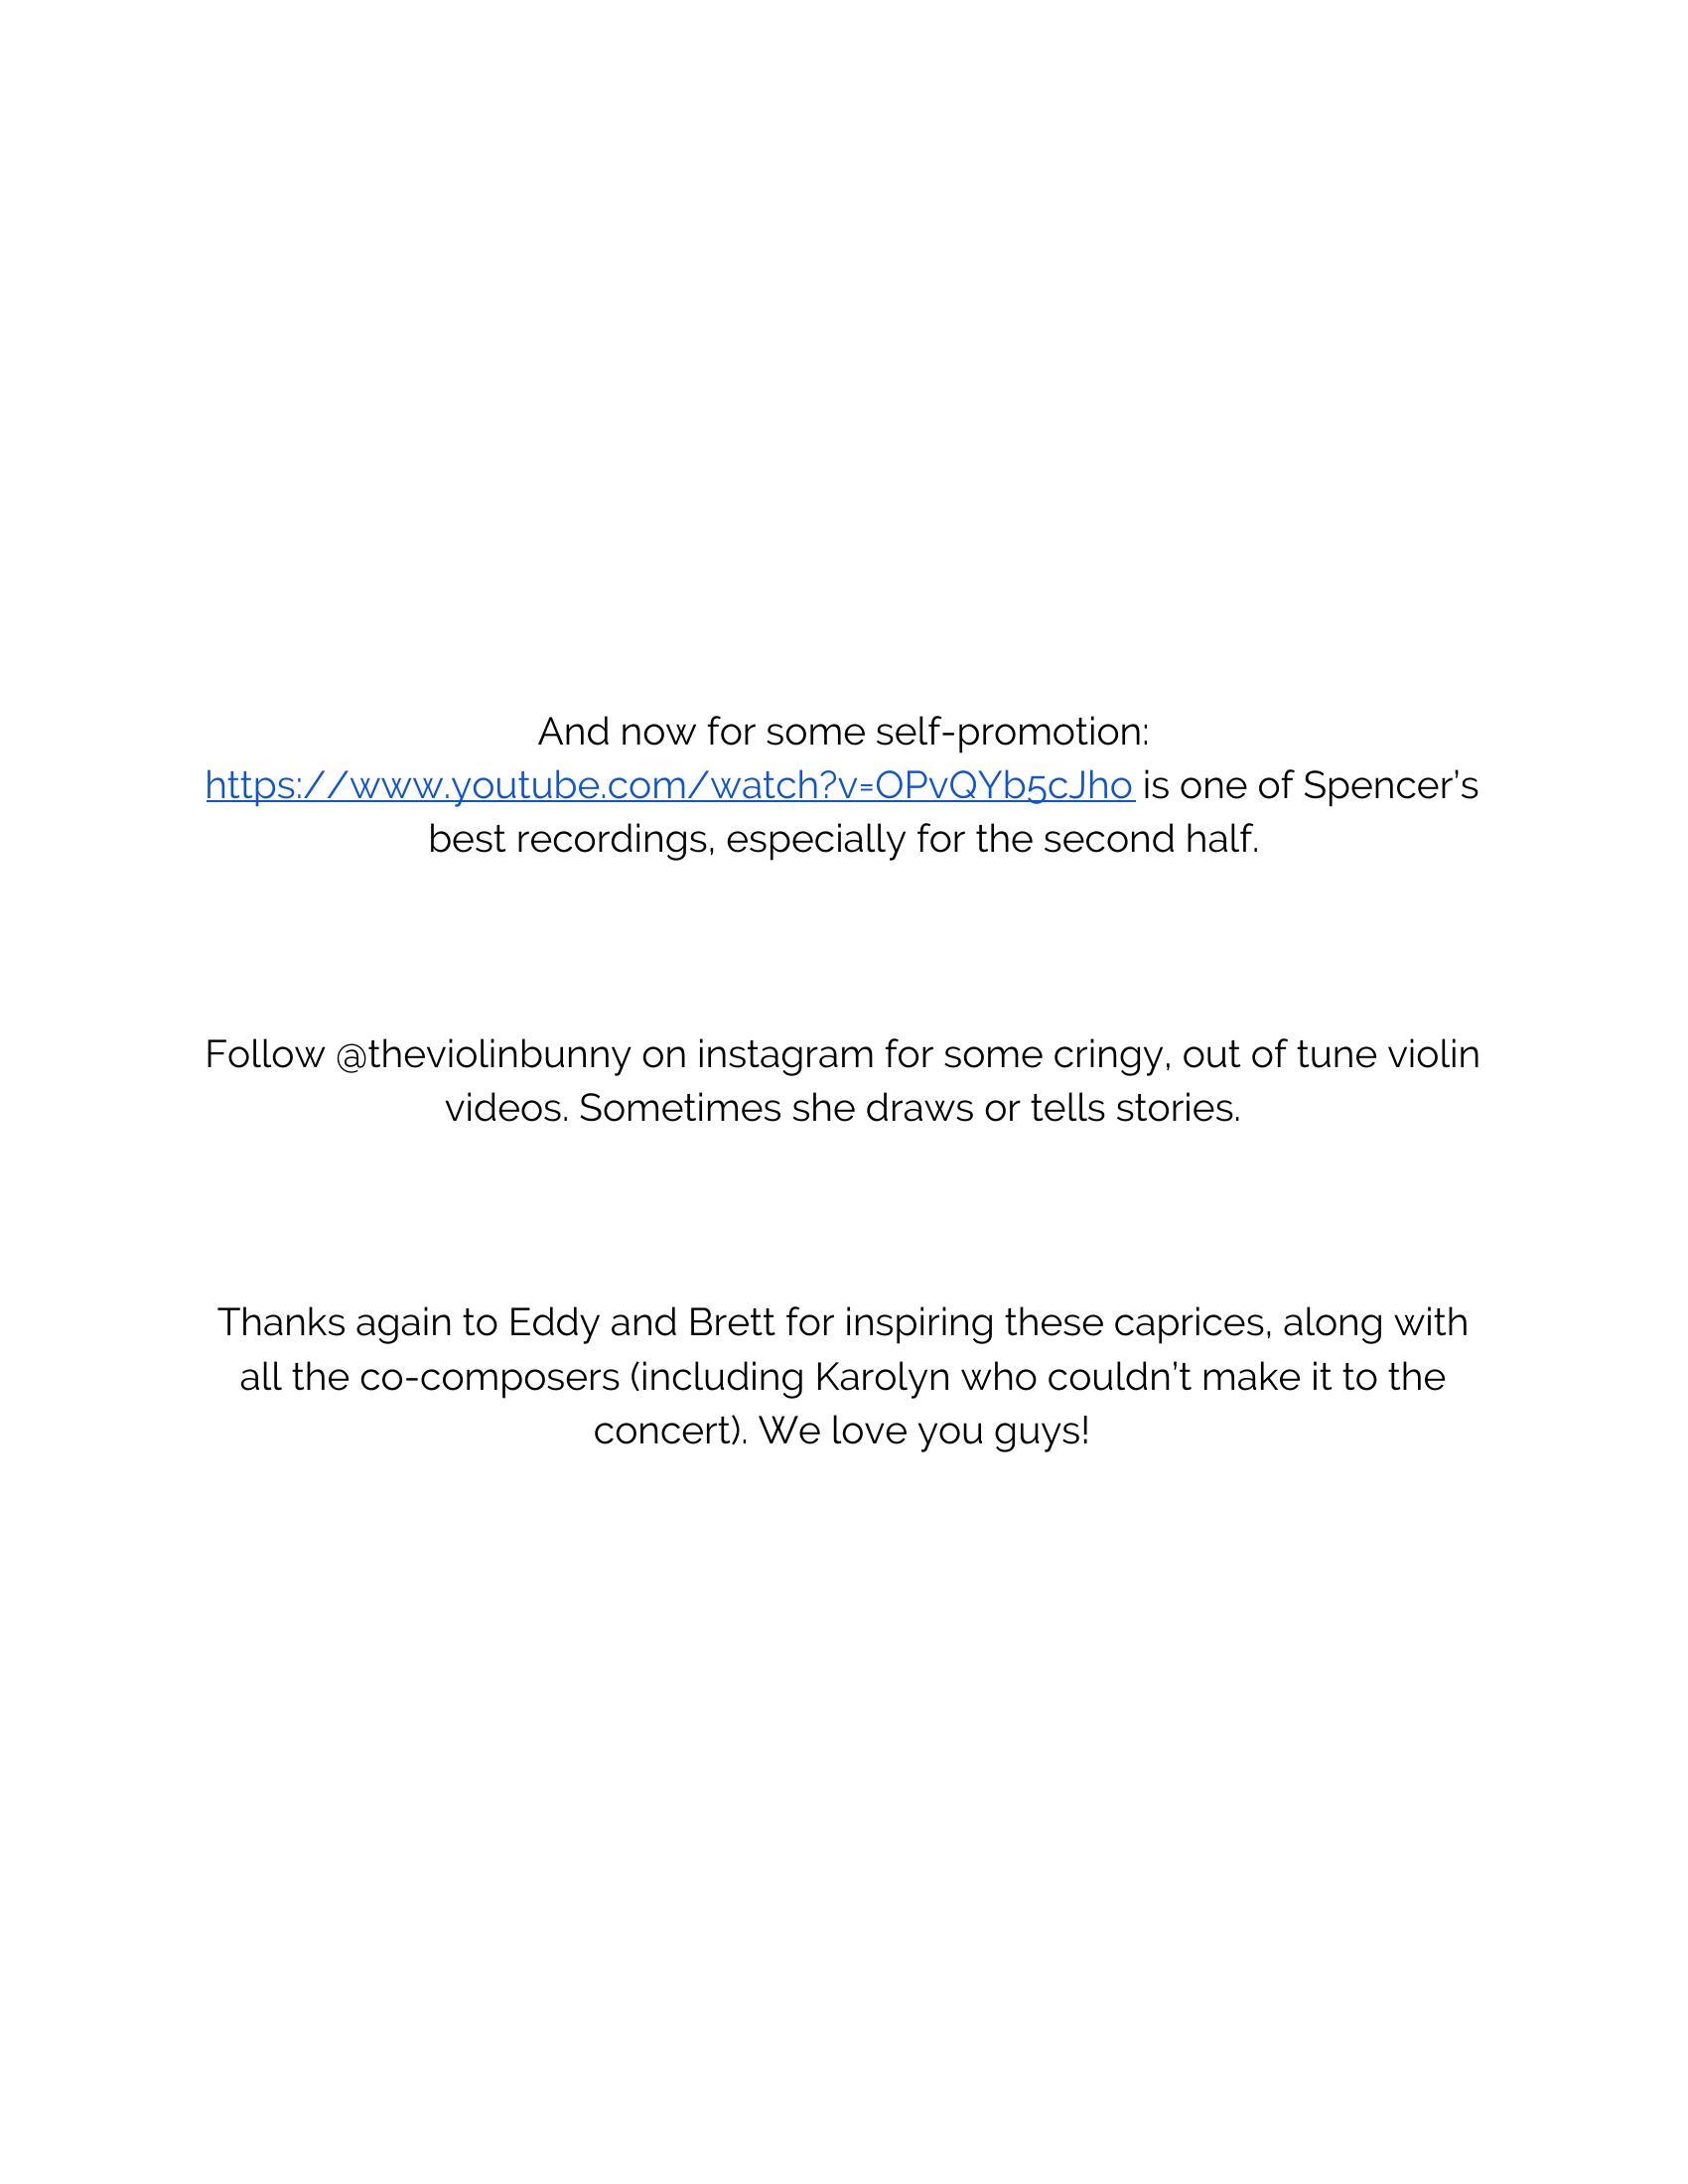 And now for some self-promotion:
https://www.youtube.com/watch?v=OPvQYb5cJho is one of Spencer’s
best recordings, especially for the second half.
Follow @theviolinbunny on instagram for some cringy, out of tune violin
videos. Sometimes she draws or tells stories.
Thanks again to Eddy and Brett for inspiring these caprices, along with
all the co-composers (including Karolyn who couldn’t make it to the
concert). We love you guys!